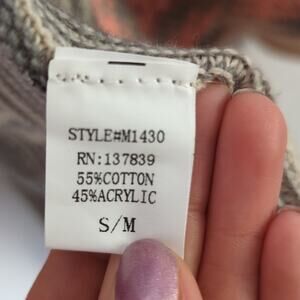 STYLE#M1430
RN:137839
55%COTTON
45%ACRYLIC
S/M